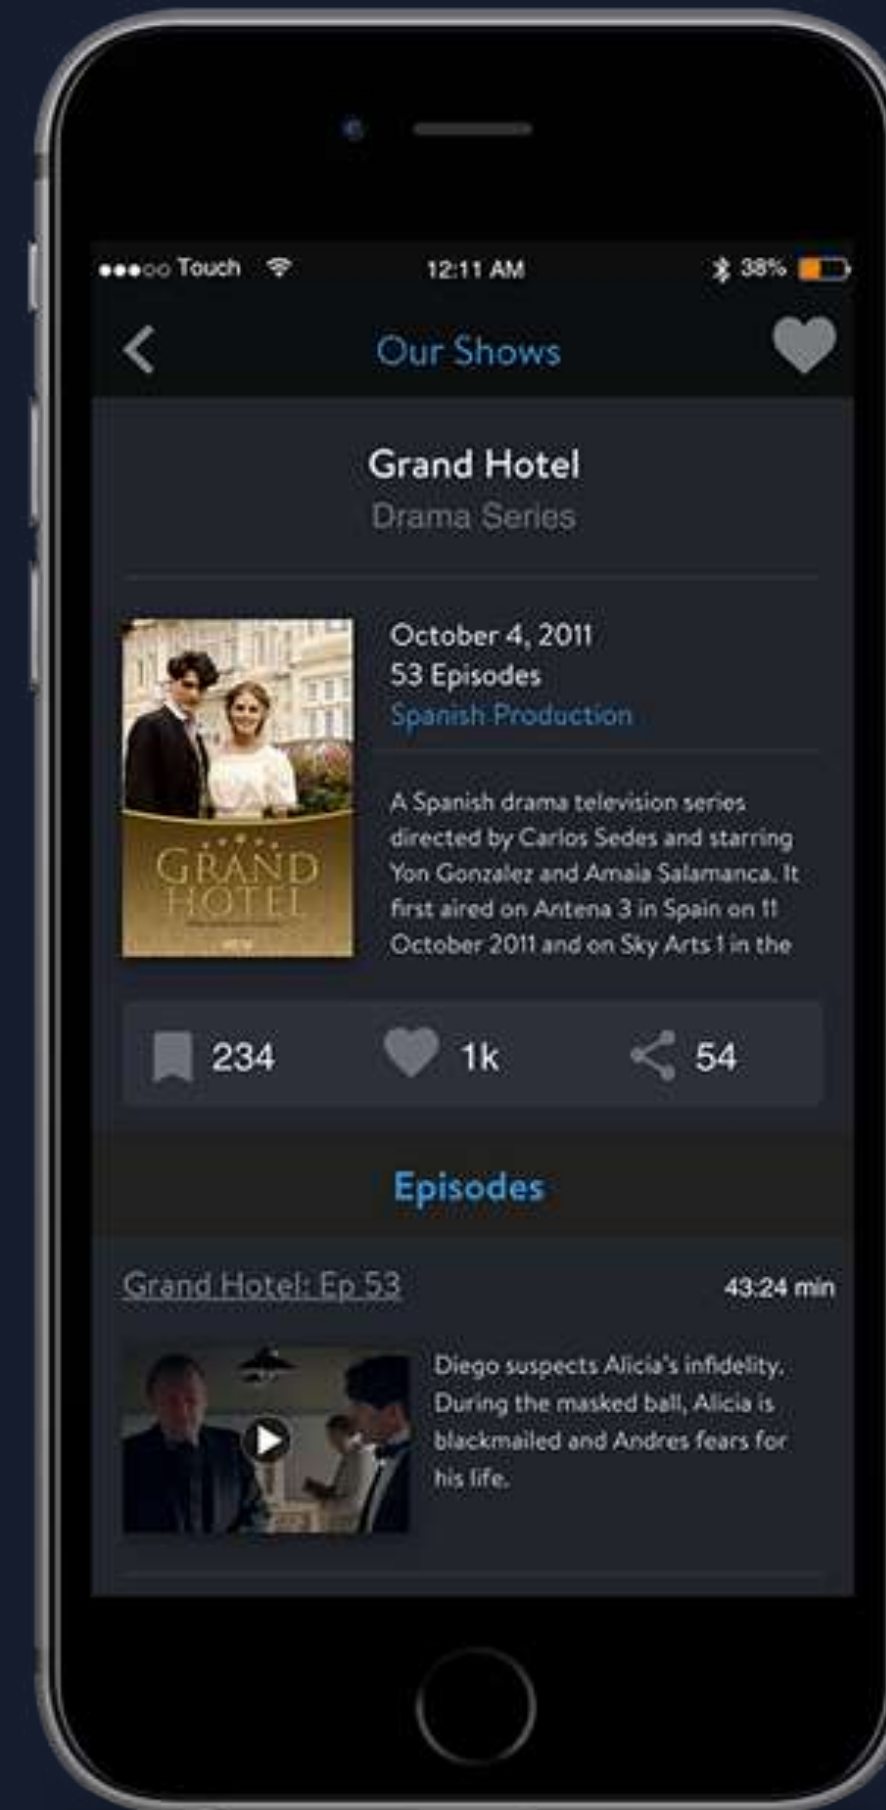 Touch 12:11 AM 38%
Our Shows
Grand Hotel
Drama Series
October 4, 2011
53 Episodes
Spanish Production
A Spanish drama television series
directed by Carlos Sedes and starring
Yon Gonzalez and Amaia Salamanca. It
first aired on Antena 3 in Spain on 11
October 2011 and on Sky Arts 1 in the
GRAND
HOTEL
234 1k 54
Episodes
Grand Hotel: Ep 53 43:24 min
Diego suspects Alicia's infidelity.
During the masked ball, Alicia is
blackmailed and Andres fears for
his life.